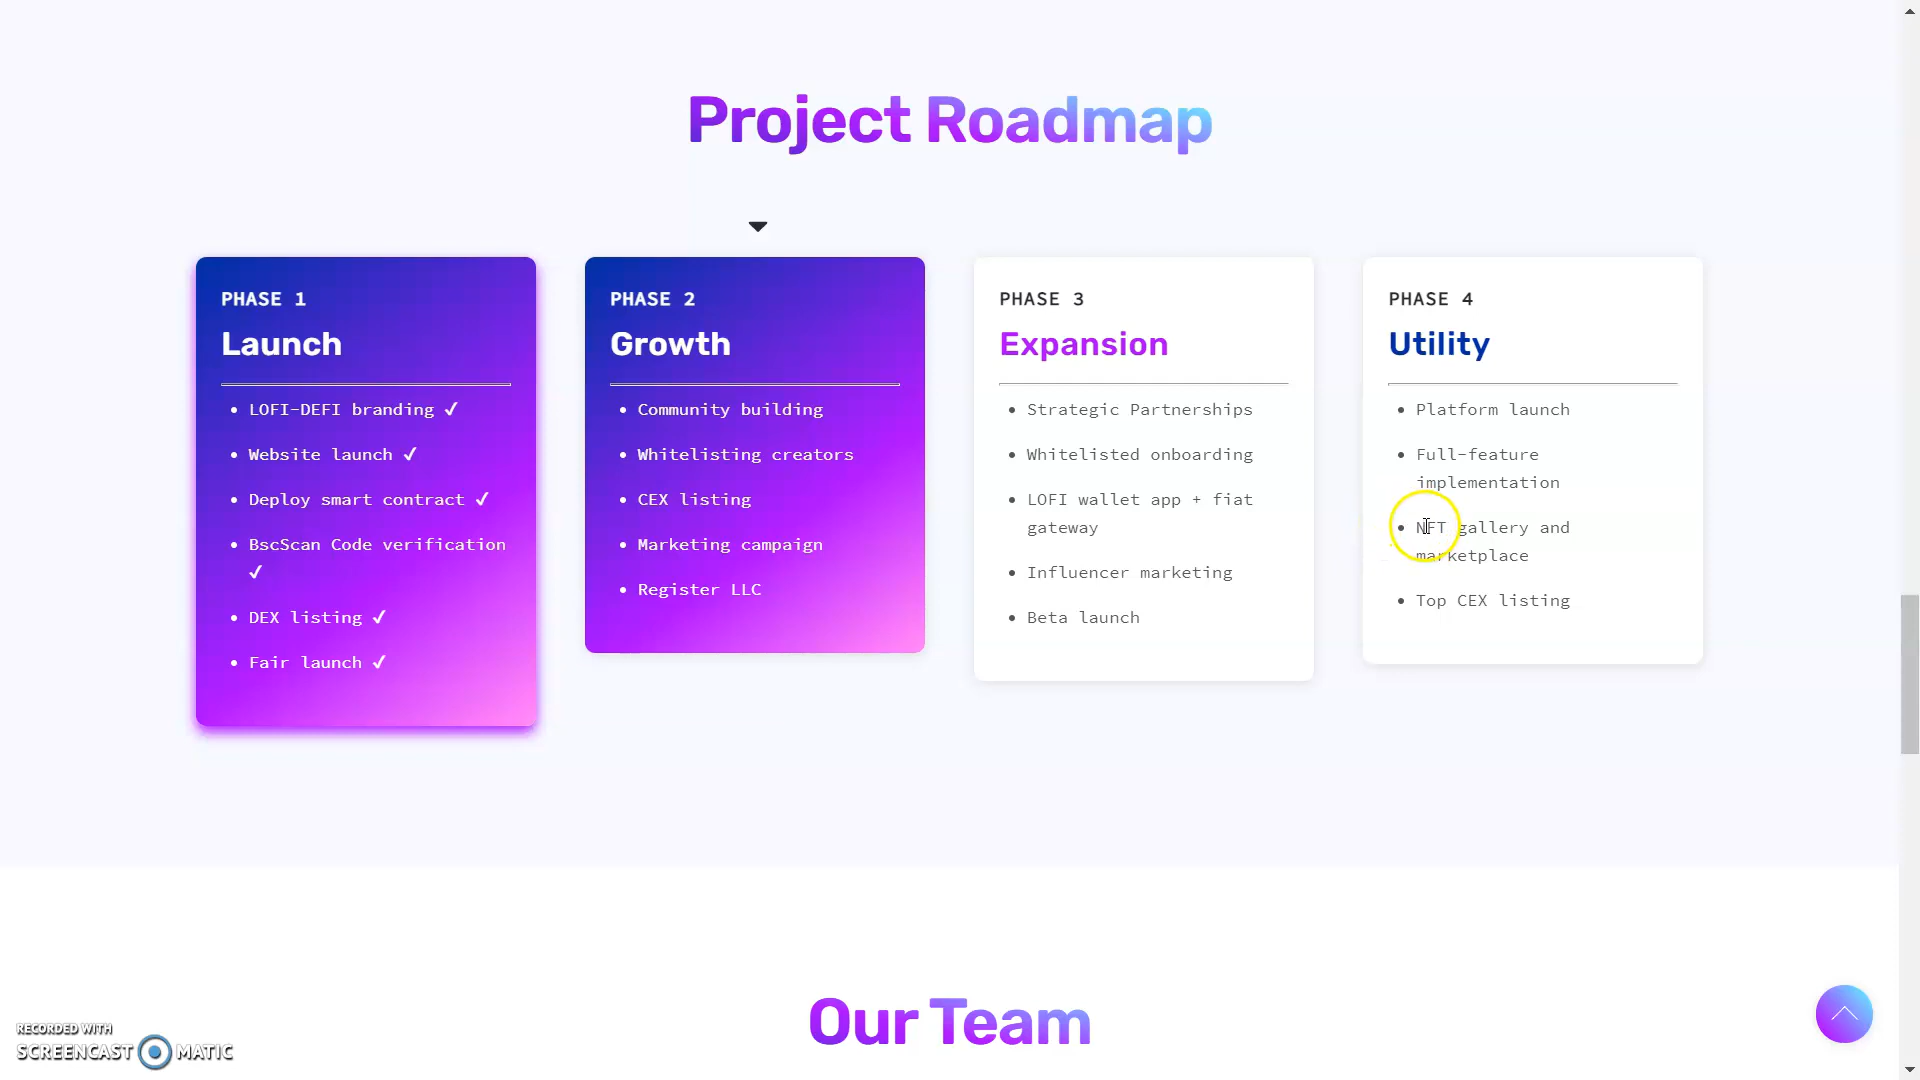 Project Roadmap
PHASE 1
Launch
• LOFI-DEFI branding ✓
• Website launch ✓
• Deploy smart contract ✓
• BscScan Code verification
✓
• DEX listing ✓
• Fair launch ✓
PHASE 2
Growth
• Community building
• Whitelisting creators
• CEX listing
• Marketing campaign
• Register LLC
PHASE 3
Expansion
• Strategic Partnerships
• Whitelisted onboarding
• LOFI wallet app + fiat
gateway
• Influencer marketing
• Beta launch
PHASE 4
Utility
• Platform launch
• Full-feature
implementation
• NFT gallery and
marketplace
• Top CEX listing
Our Team
RECORDED WITH
SCREENCAST MATIC